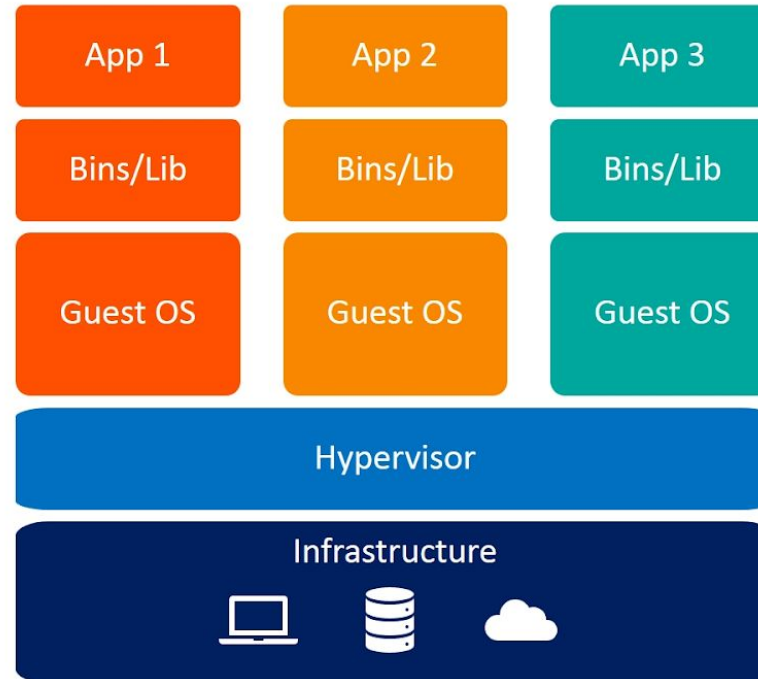 App 1
App 2
App 3
Bins/Lib
Bins/Lib
Bins/Lib
Guest OS
Guest OS
Guest OS
Hypervisor
Infrastructure